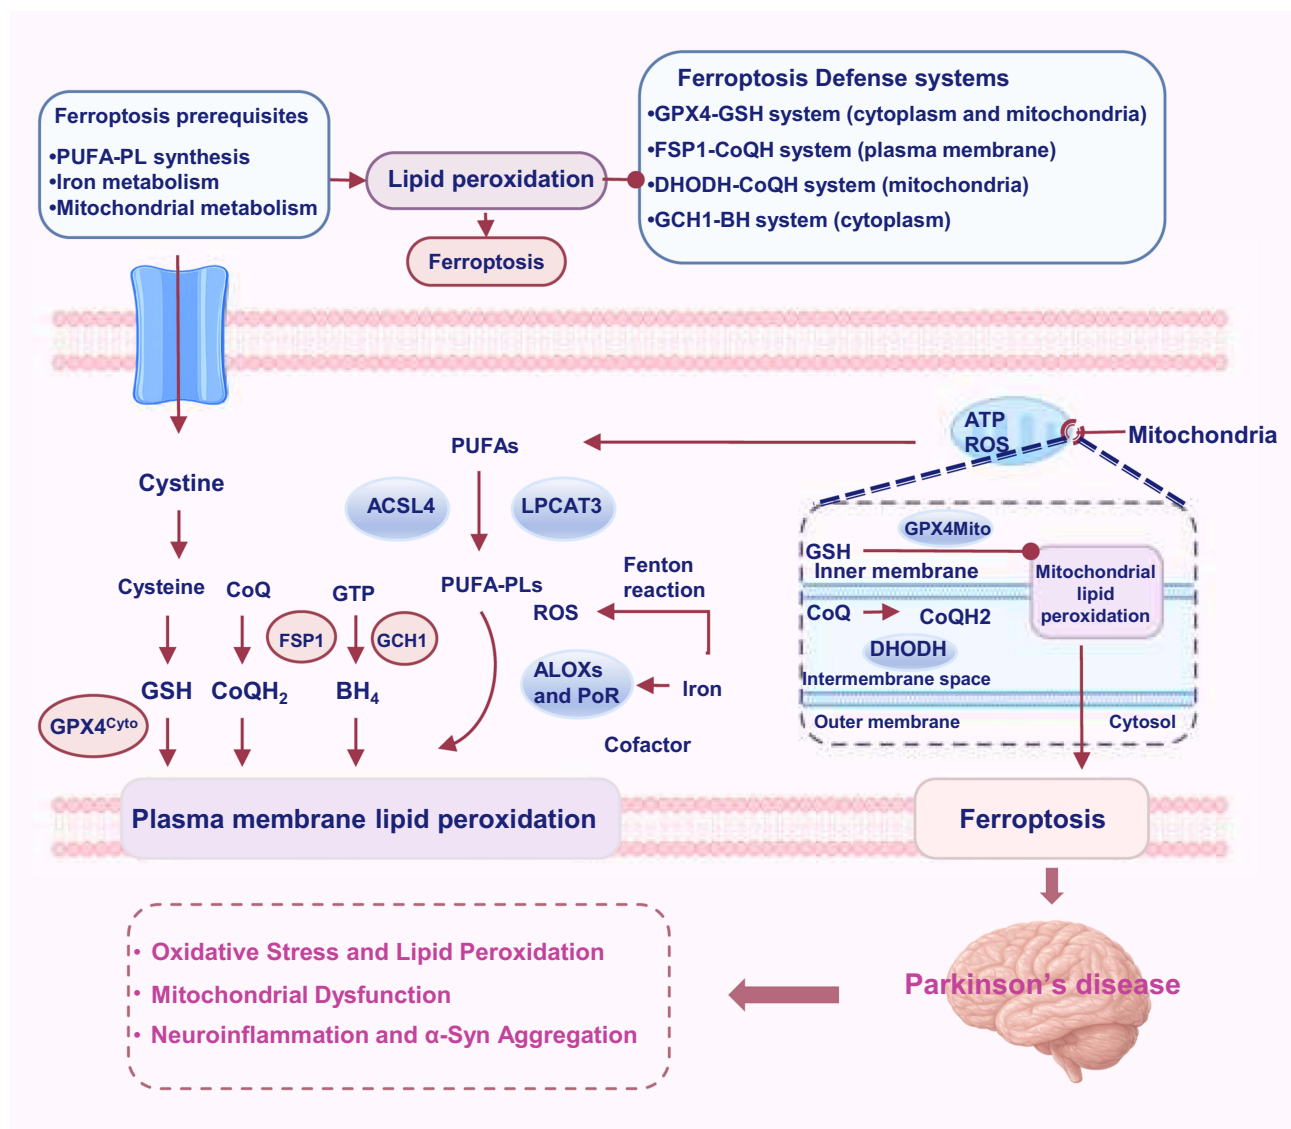 Ferroptosis prerequisites
•PUFA-PL synthesis
•Iron metabolism
•Mitochondrial metabolism
Lipid peroxidation
Ferroptosis
Ferroptosis Defense systems
•GPX4-GSH system (cytoplasm and mitochondria)
•FSP1-CoQH system (plasma membrane)
•DHODH-CoQH system (mitochondria)
•GCH1-BH system (cytoplasm)
Cystine
Cysteine
GSH
GPX4Cyto
CoQ
CoQH2
FSP1
GTP
GCH1
BH4
PUFAs
ACSL4
LPCAT3
PUFA-PLs
ROS
Fenton
reaction
ALOXs
and PoR
Iron
Cofactor
ATP
ROS
Mitochondria
GPX4Mito
GSH
Inner membrane
Mitochondrial
lipid
peroxidation
CoQ
CoQH2
DHODH
Intermembrane space
Outer membrane
Cytosol
Plasma membrane lipid peroxidation
Ferroptosis
Parkinson's disease
• Oxidative Stress and Lipid Peroxidation
• Mitochondrial Dysfunction
• Neuroinflammation and α-Syn Aggregation